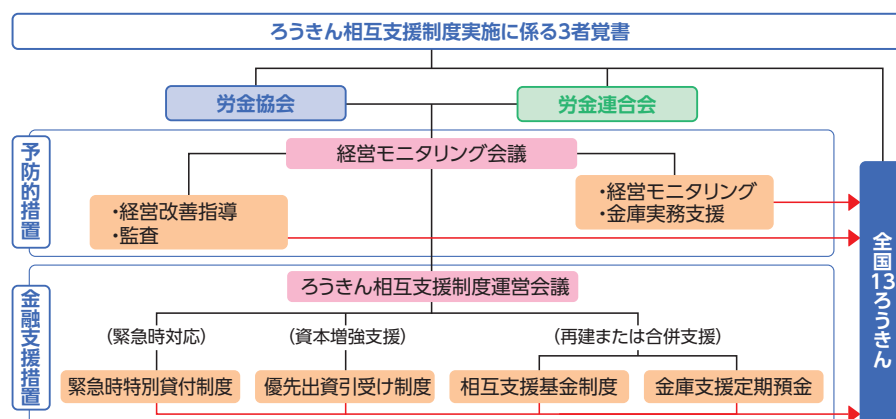 ろうきん相互支援制度実施に係る3者覚書
労金協会
労金連合会
予防的措置
経営モニタリング会議
・経営改善指導
・監査
・経営モニタリング
・金庫実務支援
全国13ろうきん
金融支援措置
ろうきん相互支援制度運営会議
(緊急時対応)
(資本増強支援)
(再建または合併支援)
緊急時特別貸付制度
優先出資引受け制度
相互支援基金制度
金庫支援定期預金